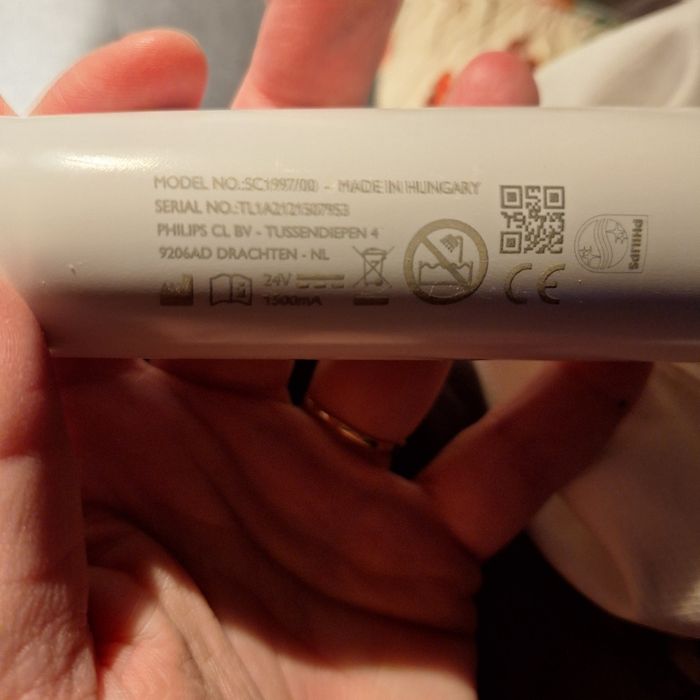 MODEL NO.:SC1997/00 - MADE IN HUNGARY
SERIAL NO.:TL1A2121507953
PHILIPS CL BV - TUSSENDIEPEN 4
9206AD DRACHTEN - NL
24V
1500mA
CE
PHILIPS